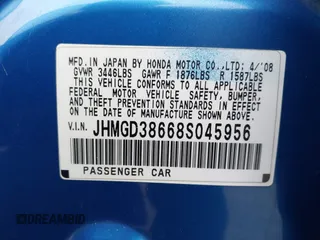 MFD. IN JAPAN BY HONDA MOTOR CO., LTD: 4/'08
GVWR 3446LBS GAWR F 1876LBS R 1587LBS
THIS VEHICLE CONFORMS TO ALL APPLICABLE
FEDERAL MOTOR VEHICLE SAFETY, BUMPER, AND
THEFT PREVENTION STANDARDS IN EFFECT ON
THE DATE OF MANUFACTURE SHOWN ABOVE.
V.I.N. JHMGD38668S045956
PASSENGER CAR
DREAMBID